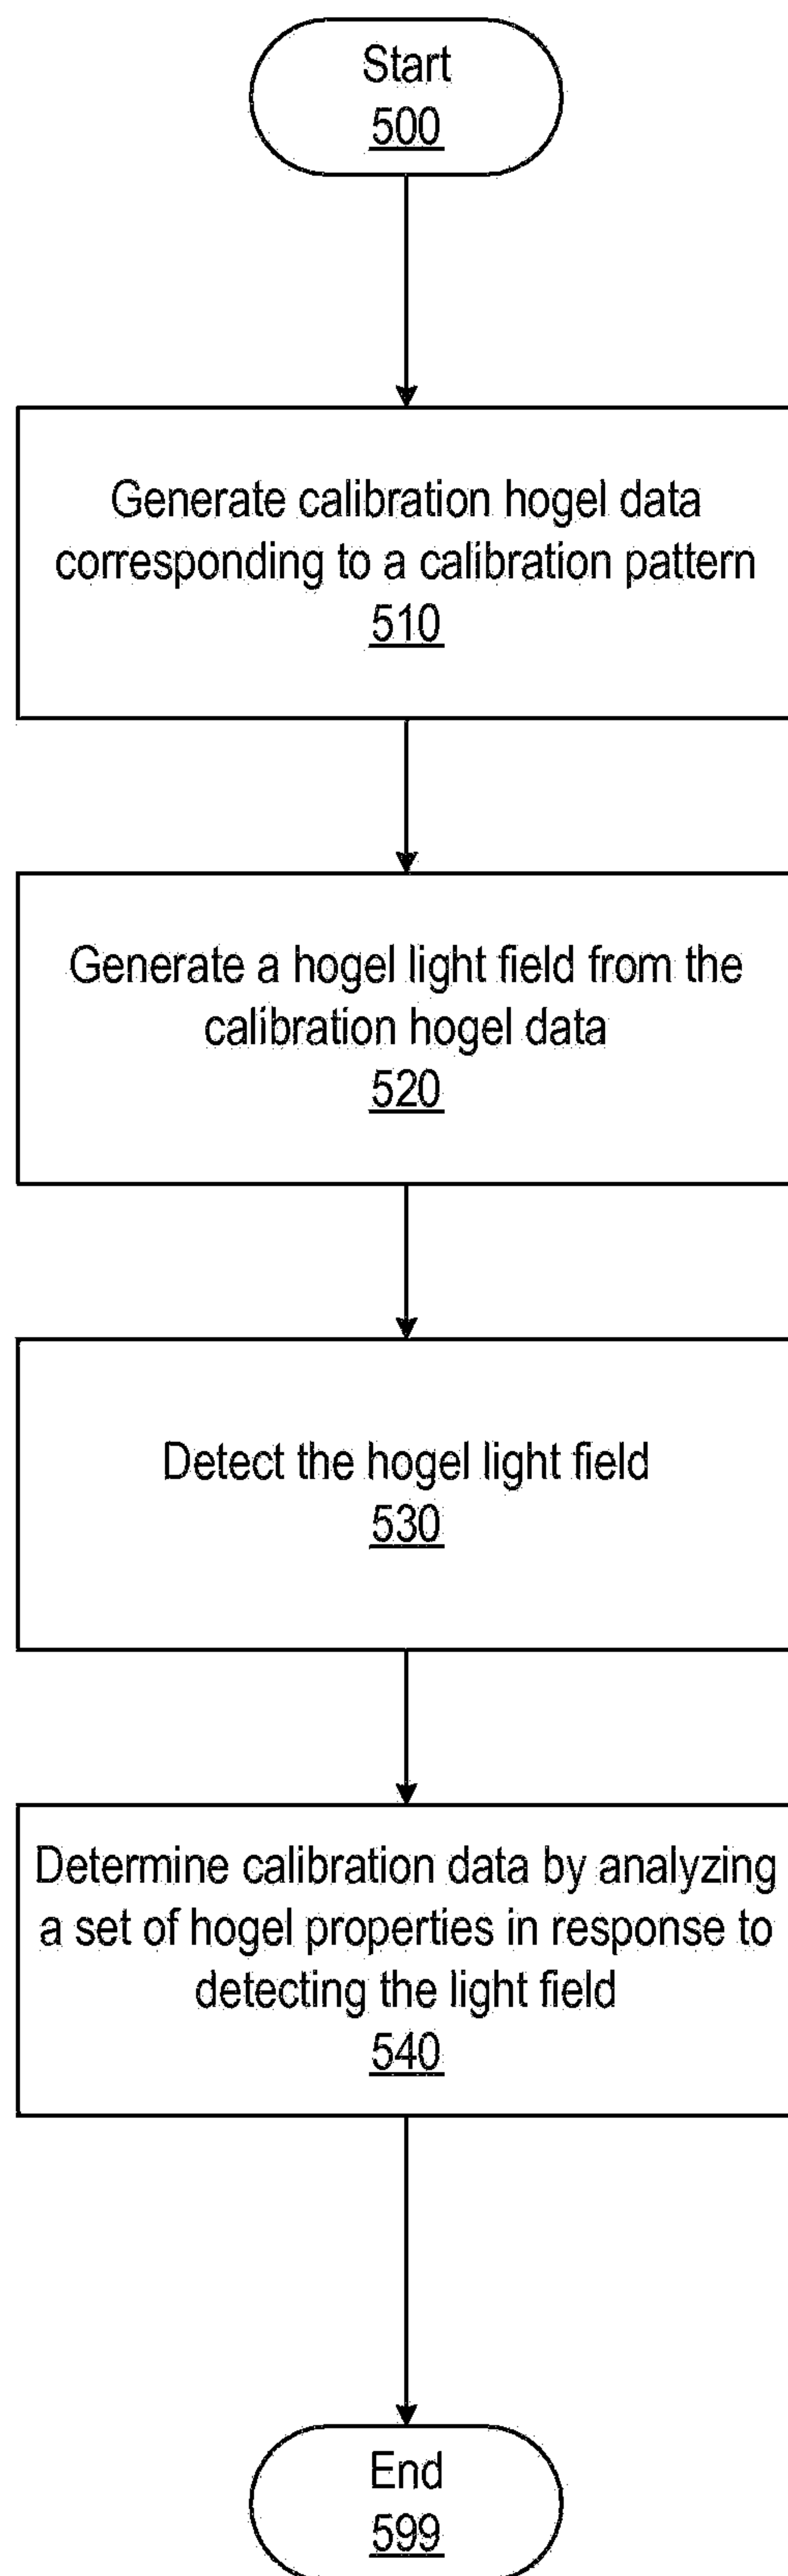 Start
500
Generate calibration hogel data
corresponding to a calibration pattern
510
Generate a hogel light field from the
calibration hogel data
520
Detect the hogel light field
530
Determine calibration data by analyzing
a set of hogel properties in response to
detecting the light field
540
End
599